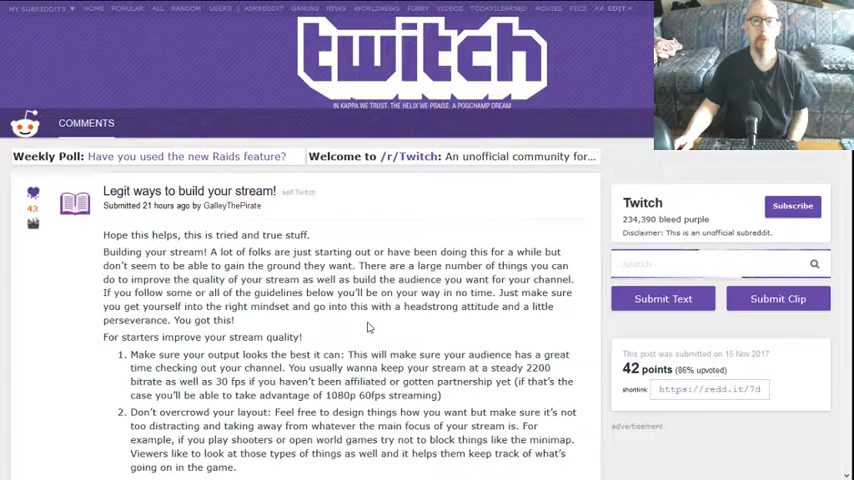 MY SUBREDDITS ▼ HOME POPULAR ALL RANDOM USERS | ASKREDDIT GAMING NEWS WORLDNEWS FUNNY VIDEOS TODAYILEARNED MOVIES PICS EDIT »
twitch
IN KAPPA WE TRUST. THE HELIX WE PRAISE. A POGCHAMP DREAM
COMMENTS
Weekly Poll: Have you used the new Raids feature?
Welcome to /r/Twitch: An unofficial community for...
43
Legit ways to build your stream! self.Twitch
Submitted 21 hours ago by GalleyThePirate
Hope this helps, this is tried and true stuff.
Building your stream! A lot of folks are just starting out or have been doing this for a while but
don't seem to be able to gain the ground they want. There are a large number of things you can
do to improve the quality of your stream as well as build the audience you want for your channel.
If you follow some or all of the guidelines below you'll be on your way in no time. Just make sure
you get yourself into the right mindset and go into this with a headstrong attitude and a little
perseverance. You got this!
For starters improve your stream quality!
1. Make sure your output looks the best it can: This will make sure your audience has a great
time checking out your channel. You usually wanna keep your stream at a steady 2200
bitrate as well as 30 fps if you haven't been affiliated or gotten partnership yet (if that's the
case you'll be able to take advantage of 1080p 60fps streaming)
2. Don't overcrowd your layout: Feel free to design things how you want but make sure it's not
too distracting and taking away from whatever the main focus of your stream is. For
example, if you play shooters or open world games try not to block things like the minimap.
Viewers like to look at those types of things as well and it helps them keep track of what's
going on in the game.
Twitch
Subscribe
234,390 bleed purple
Disclaimer: This is an unofficial subreddit.
search
Submit Text
Submit Clip
This post was submitted on 15 Nov 2017
42 points (86% upvoted)
shortlink: https://redd.it/7d
advertisement